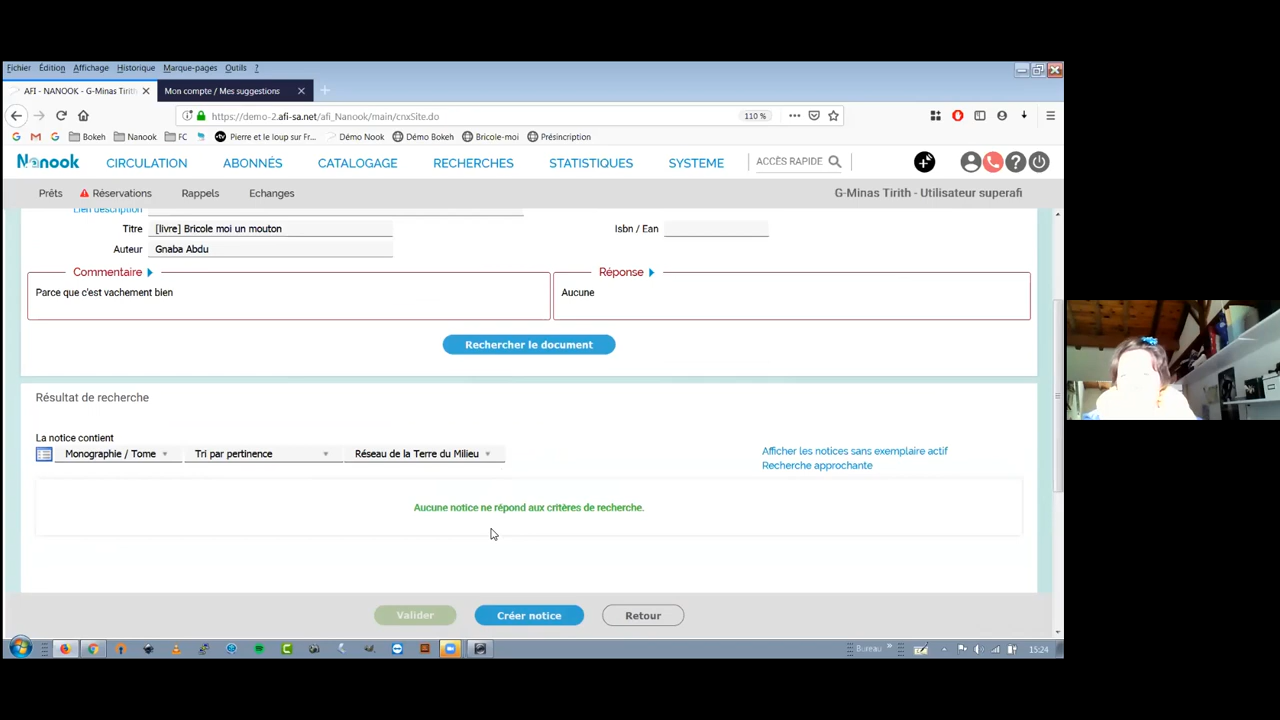 Fichier Édition Affichage Historique Marque-pages Outils ?
AFI - NANOOK - G-Minas Tirith
Mon compte / Mes suggestions
https://demo-2.afi-sa.net/afi_Nanook/main/cnxSite.do
110 %
Bokeh Nanook FC Pierre et le loup sur Fr... Démo Nook Démo Bokeh Bricole-moi Présincription
Nanook CIRCULATION ABONNÉS CATALOGAGE RECHERCHES STATISTIQUES SYSTEME ACCÈS RAPIDE
Prêts Réservations Rappels Echanges G-Minas Tirith - Utilisateur superafi
Lien description
Titre [livre] Bricole moi un mouton Isbn / Ean
Auteur Gnaba Abdu
Commentaire Réponse
Parce que c'est vachement bien Aucune
Rechercher le document
Résultat de recherche
La notice contient
Monographie / Tome Tri par pertinence Réseau de la Terre du Milieu
Afficher les notices sans exemplaire actif
Recherche approchante
Aucune notice ne répond aux critères de recherche.
Valider Créer notice Retour
Bureau » 15:24